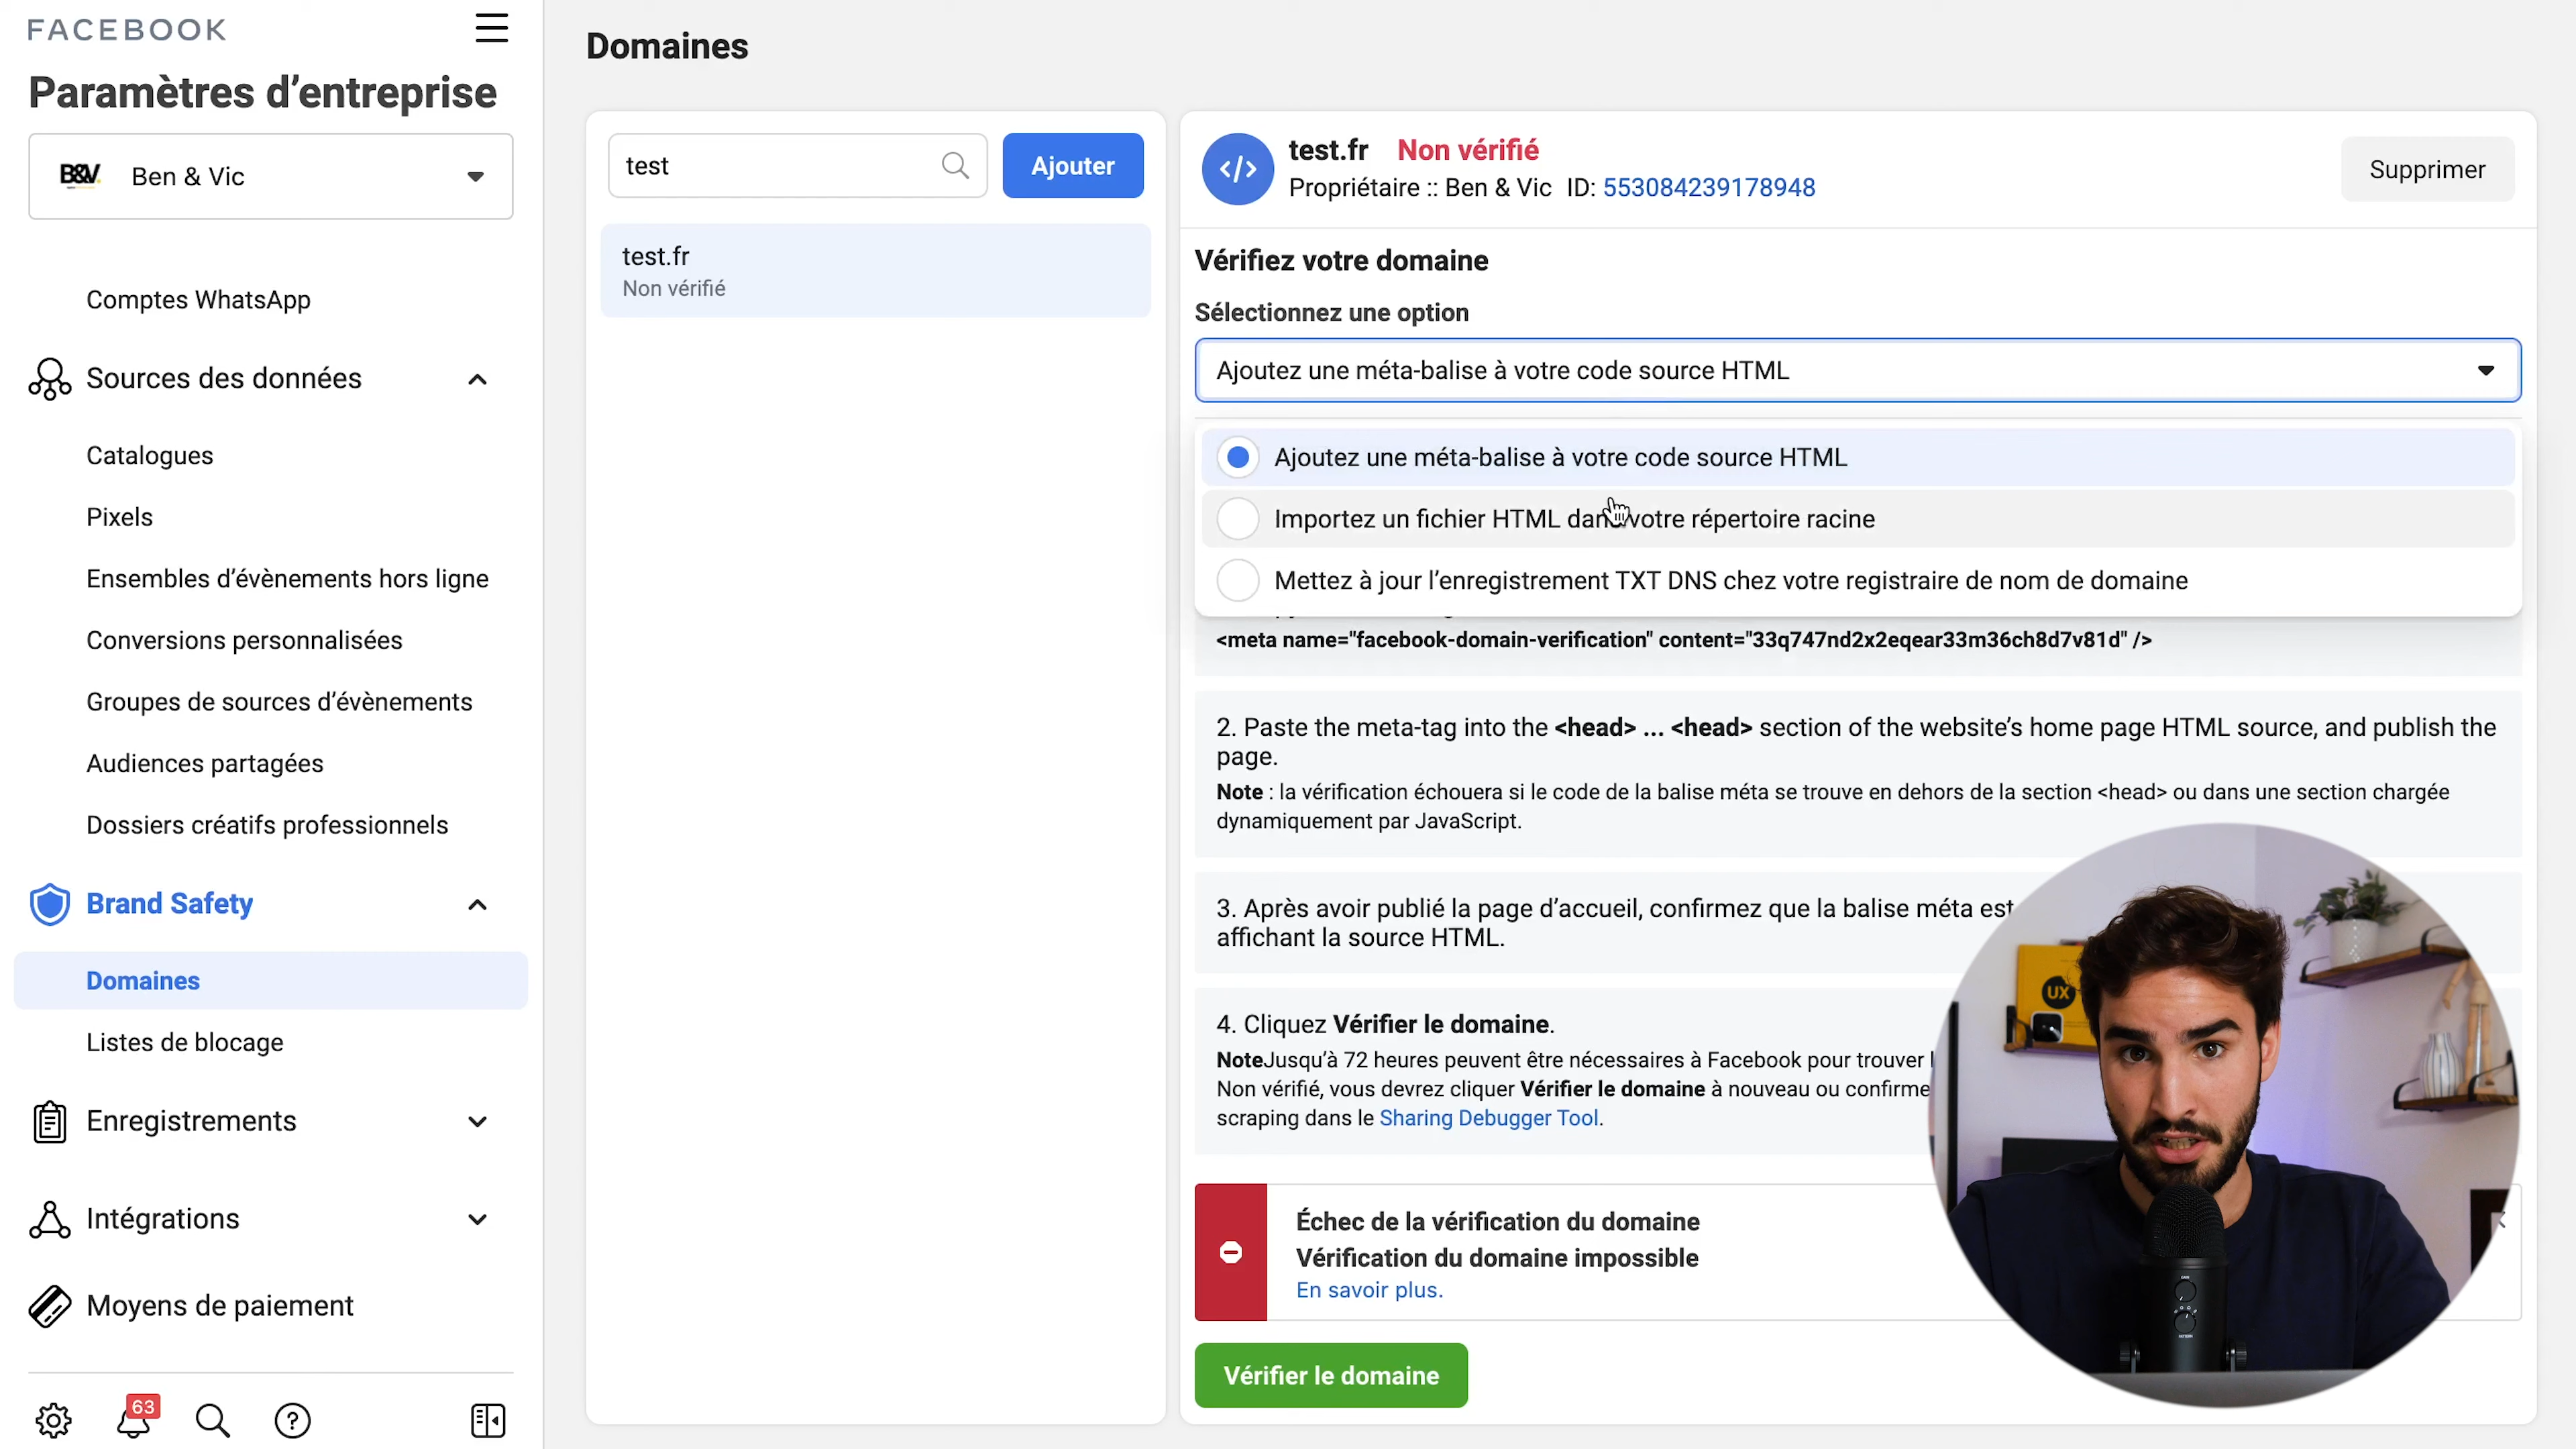 FACEBOOK
Paramètres d’entreprise
B&V. Ben & Vic
Comptes WhatsApp
Sources des données
Catalogues
Pixels
Ensembles d’évènements hors ligne
Conversions personnalisées
Groupes de sources d’évènements
Audiences partagées
Dossiers créatifs professionnels
Brand Safety
Domaines
Listes de blocage
Enregistrements
Intégrations
Moyens de paiement
63
Domaines
test
Ajouter
test.fr
Non vérifié
test.fr Non vérifié
Propriétaire :: Ben & Vic ID: 553084239178948
Supprimer
Vérifiez votre domaine
Sélectionnez une option
Ajoutez une méta-balise à votre code source HTML
Ajoutez une méta-balise à votre code source HTML
Importez un fichier HTML dans votre répertoire racine
Mettez à jour l’enregistrement TXT DNS chez votre registraire de nom de domaine
<meta name="facebook-domain-verification" content="33q747nd2x2eqear33m36ch8d7v81d" />
2. Paste the meta-tag into the <head> ... <head> section of the website’s home page HTML source, and publish the
page.
Note : la vérification échouera si le code de la balise méta se trouve en dehors de la section <head> ou dans une section chargée
dynamiquement par JavaScript.
3. Après avoir publié la page d’accueil, confirmez que la balise méta est
affichant la source HTML.
4. Cliquez Vérifier le domaine.
NoteJusqu’à 72 heures peuvent être nécessaires à Facebook pour trouver
Non vérifié, vous devrez cliquer Vérifier le domaine à nouveau ou confirme
scraping dans le Sharing Debugger Tool.
UX
Échec de la vérification du domaine
Vérification du domaine impossible
En savoir plus.
Vérifier le domaine